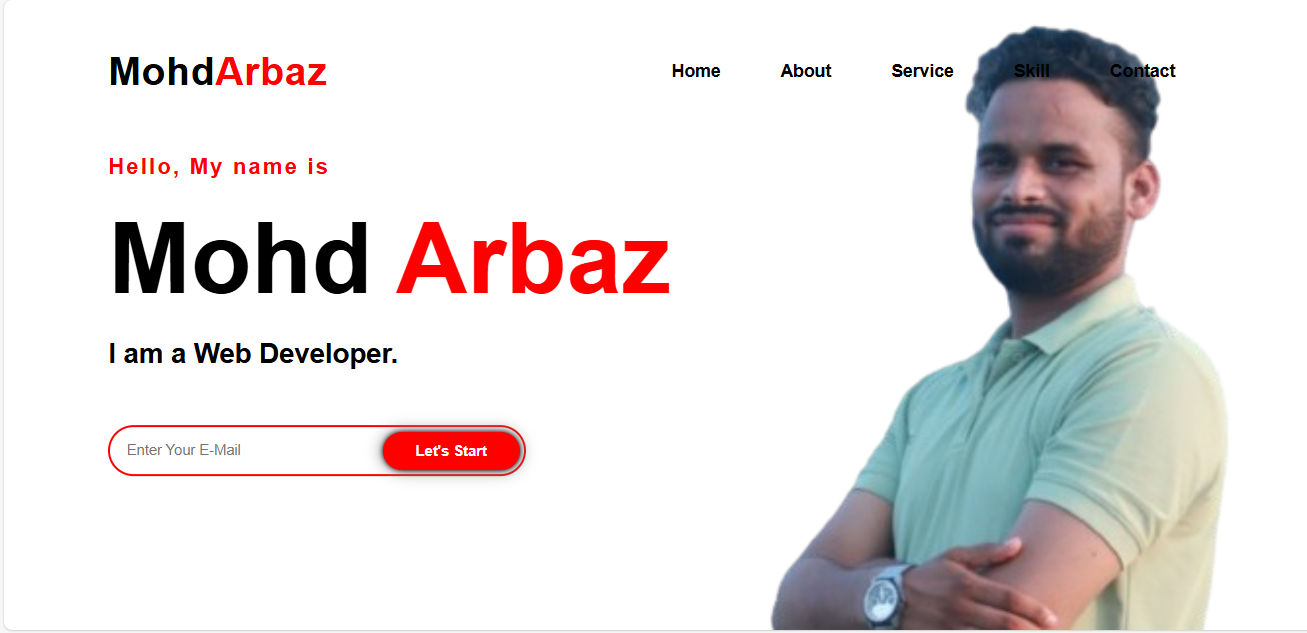 MohdArbaz
Home About Service Skill Contact
Hello, My name is
Mohd Arbaz
I am a Web Developer.
Enter Your E-Mail Let's Start